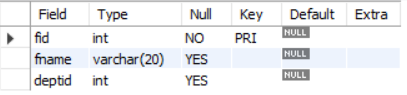 Field Type Null Key Default Extra
fid int NO PRI NULL
fname varchar(20) YES NULL
deptid int YES NULL